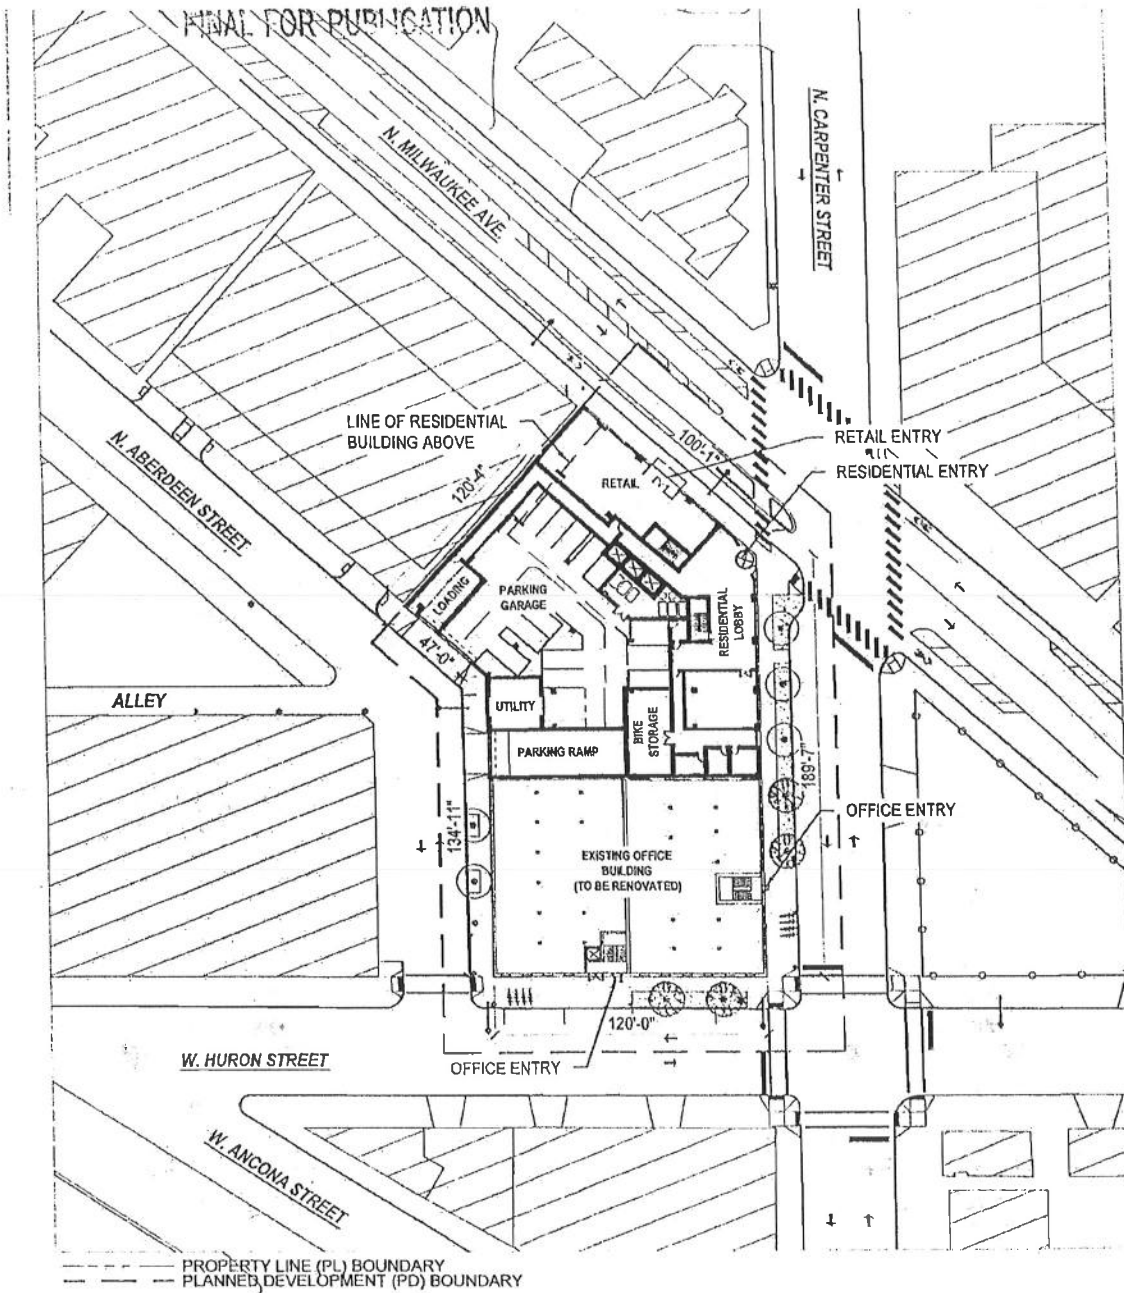 FINAL FOR PUBLICATION
N. MILWAUKEE AVE.
N. CARPENTER STREET
LINE OF RESIDENTIAL
BUILDING ABOVE
100'-1"
RETAIL ENTRY
RESIDENTIAL ENTRY
N. ABERDEEN STREET
120'-4"
RETAIL
LOADING
PARKING
GARAGE
RESIDENTIAL
LOBBY
47'-0"
ALLEY
UTILITY
BIKE
STORAGE
PARKING RAMP
189'-7"
134'-11"
OFFICE ENTRY
EXISTING OFFICE
BUILDING
(TO BE RENOVATED)
120'-0"
W. HURON STREET
OFFICE ENTRY
W. ANCONA STREET
PROPERTY LINE (PL) BOUNDARY
PLANNED DEVELOPMENT (PD) BOUNDARY